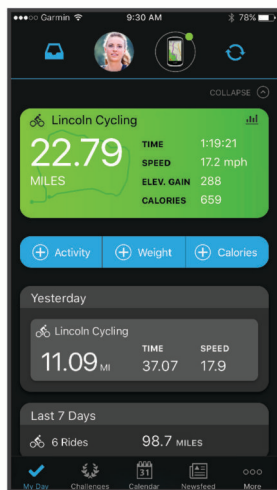 Garmin 9:30 AM 78%
COLLAPSE
Lincoln Cycling
22.79
MILES
TIME 1:19:21
SPEED 17.2 mph
ELEV. GAIN 288
CALORIES 659
Activity Weight Calories
Yesterday
Lincoln Cycling
11.09 MI
TIME SPEED
37.07 17.9
Last 7 Days
6 Rides 98.7 MILES
31
My Day Challenges Calendar Newsfeed More